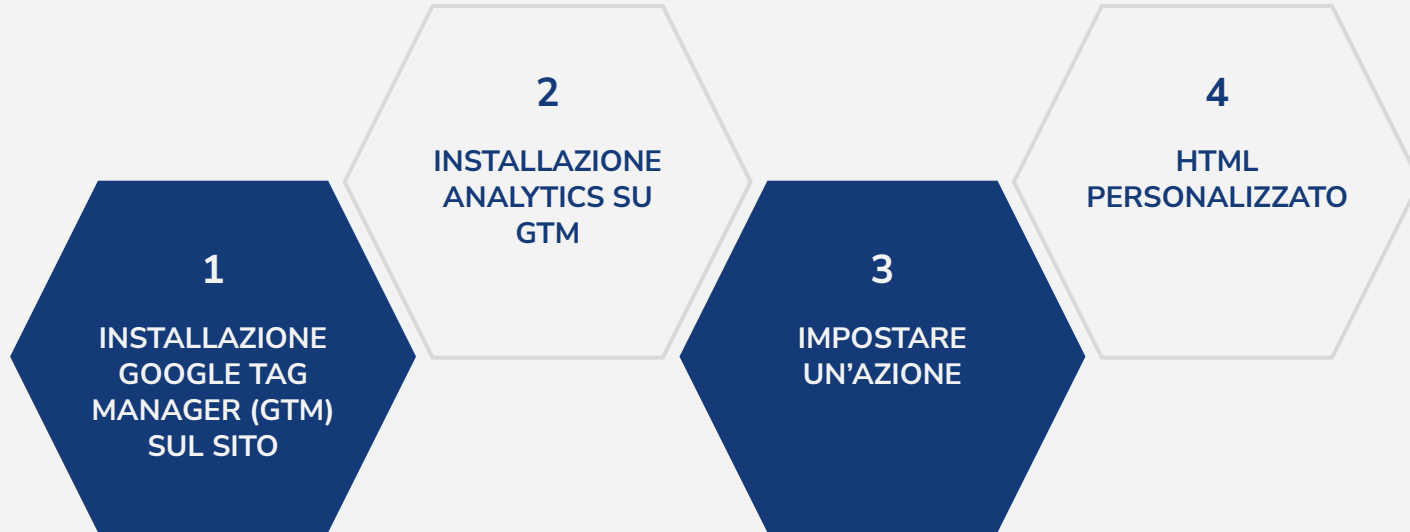 1
INSTALLAZIONE
GOOGLE TAG
MANAGER (GTM)
SUL SITO
2
INSTALLAZIONE
ANALYTICS SU
GTM
3
IMPOSTARE
UN’AZIONE
4
HTML
PERSONALIZZATO